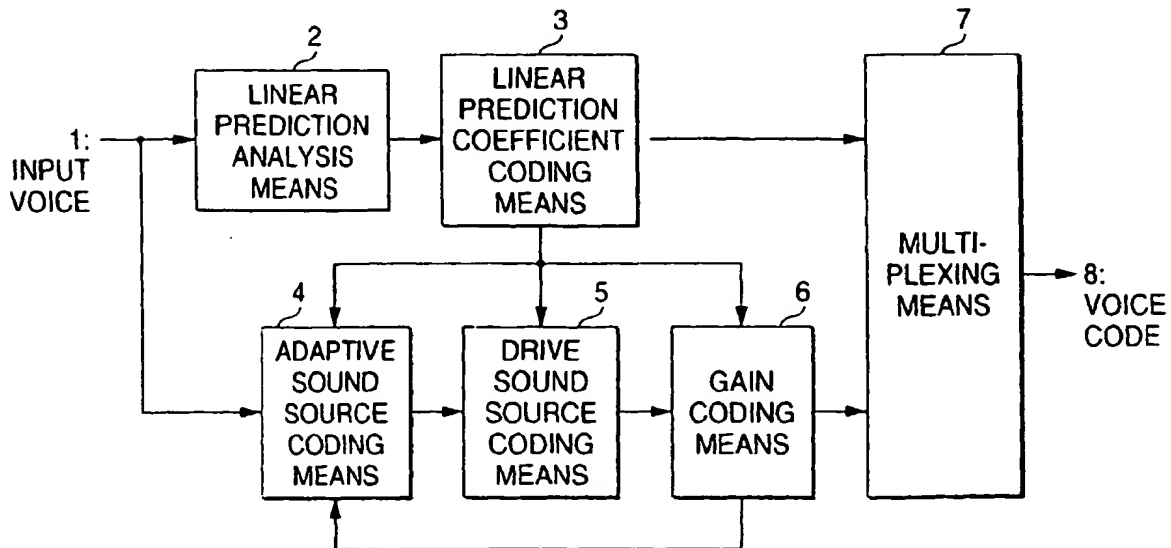 2
3
7
1:
INPUT
VOICE
LINEAR
PREDICTION
ANALYSIS
MEANS
LINEAR
PREDICTION
COEFFICIENT
CODING
MEANS
MULTI-
PLEXING
MEANS
8:
VOICE
CODE
4
5
6
ADAPTIVE
SOUND
SOURCE
CODING
MEANS
DRIVE
SOUND
SOURCE
CODING
MEANS
GAIN
CODING
MEANS